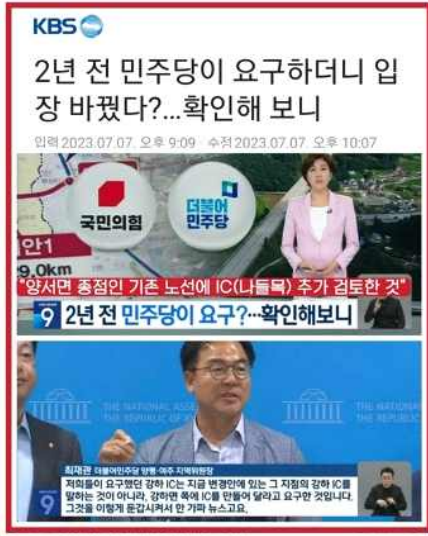 KBS
2년 전 민주당이 요구하더니 입
장 바꿨다?...확인해 보니
입력 2023.07.07. 오후 9:09 · 수정 2023.07.07. 오후 10:07
국민의힘
더불어
민주당
안1
29.0km
"양서면 종점인 기존 노선에 IC(나들목) 추가 검토한 것"
9 2년 전 민주당이 요구?…확인해보니
THE NATIONAL ASSE
THE REPUBLIC OF K
THE NATIONAL
THE REPUBLIC
최재관 더불어민주당 양평·여주 지역위원장
저희들이 요구했던 강하 IC는 지금 변경안에 있는 그 지점의 강하 IC를
말하는 것이 아니라, 강하면 쪽에 IC를 만들어 달라고 요구한 것입니다.
그것을 이렇게 둔갑시켜서 안 가짜 뉴스고요.
9